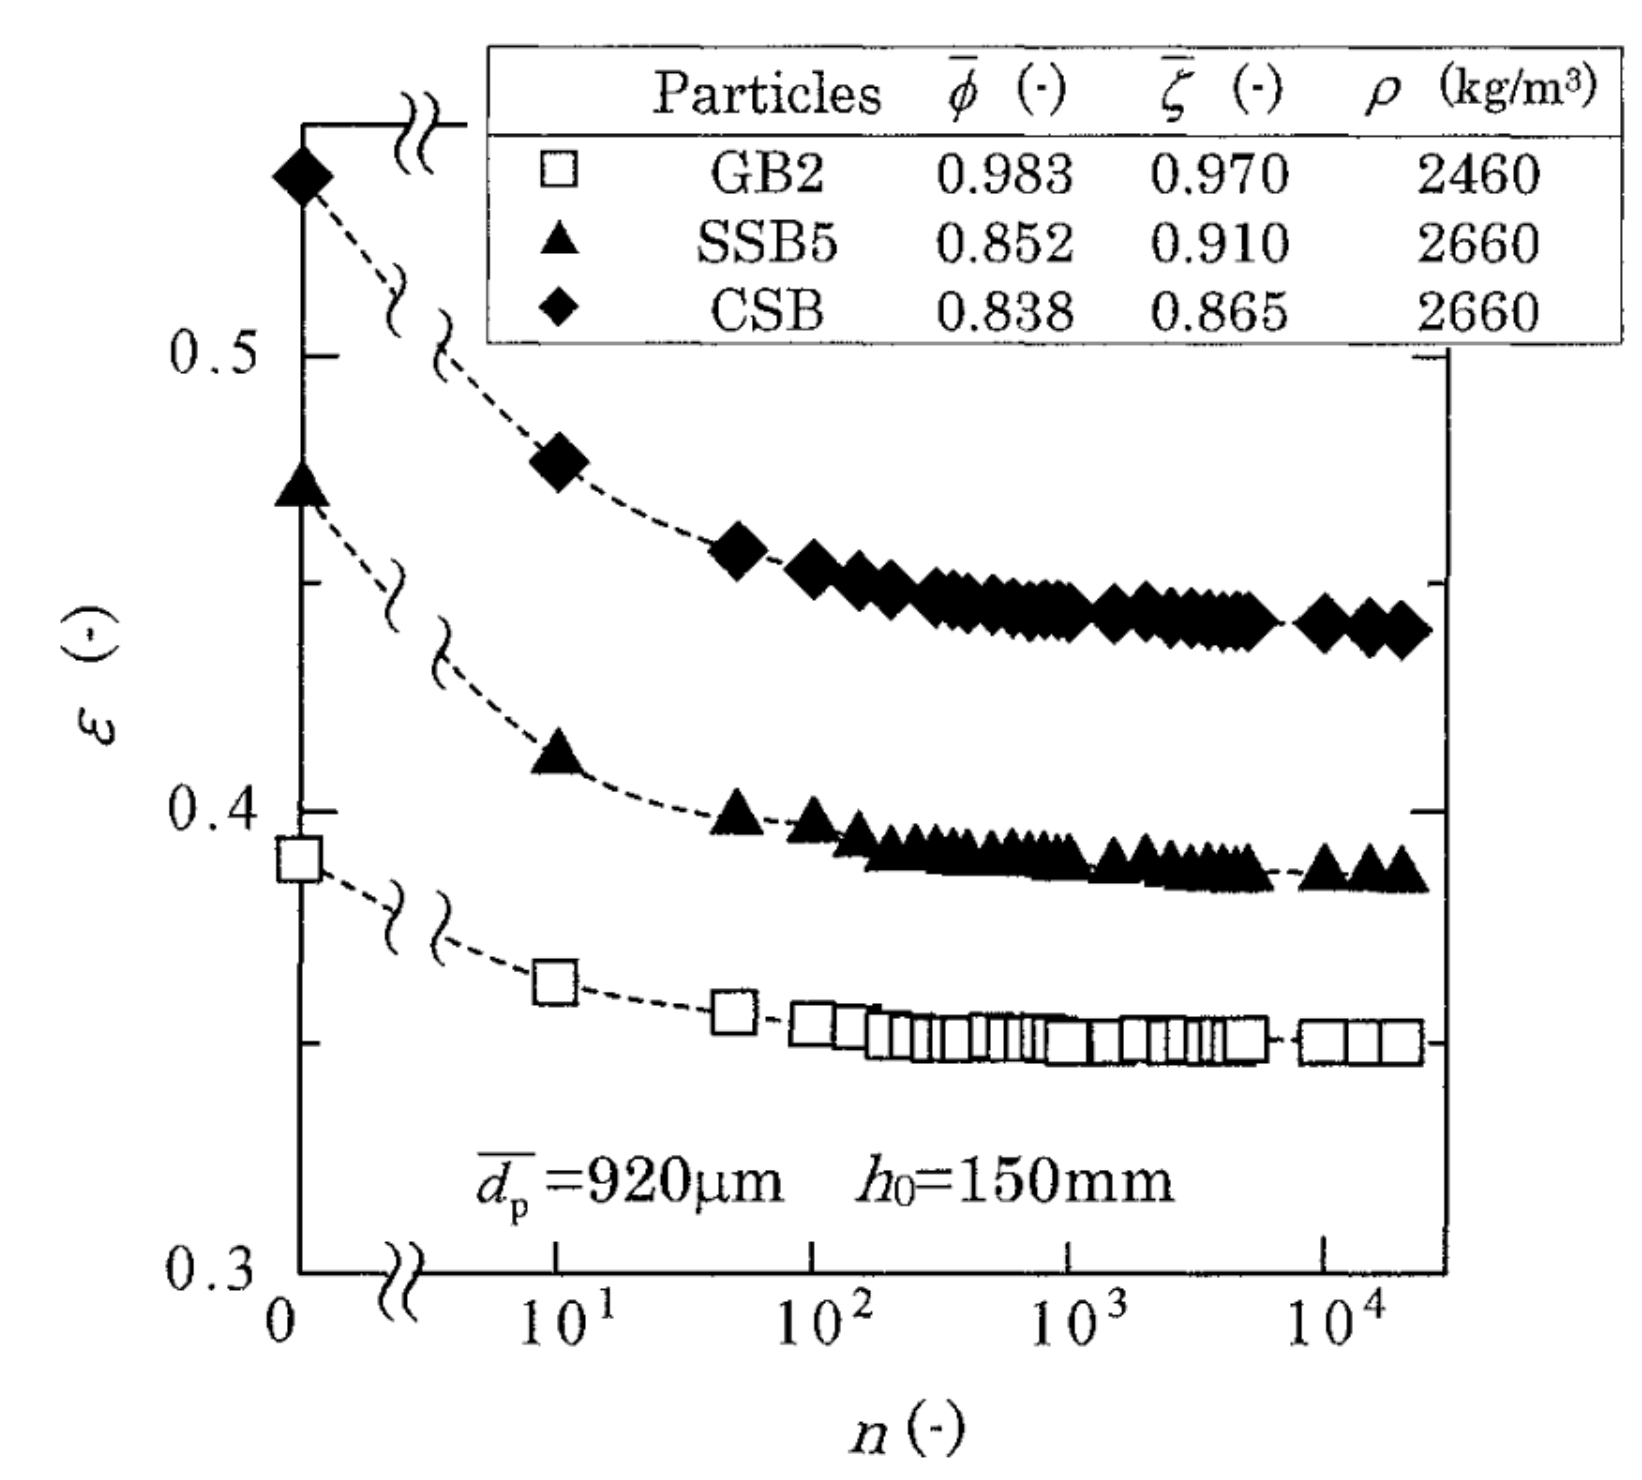 Particles ϕ̅ (-) ζ̅ (-) ρ (kg/m³)
GB2 0.983 0.970 2460
SSB5 0.852 0.910 2660
CSB 0.838 0.865 2660
0.5
0.4
0.3
ε (-)
d̅ₚ=920μm h₀=150mm
0 10¹ 10² 10³ 10⁴
n (-)